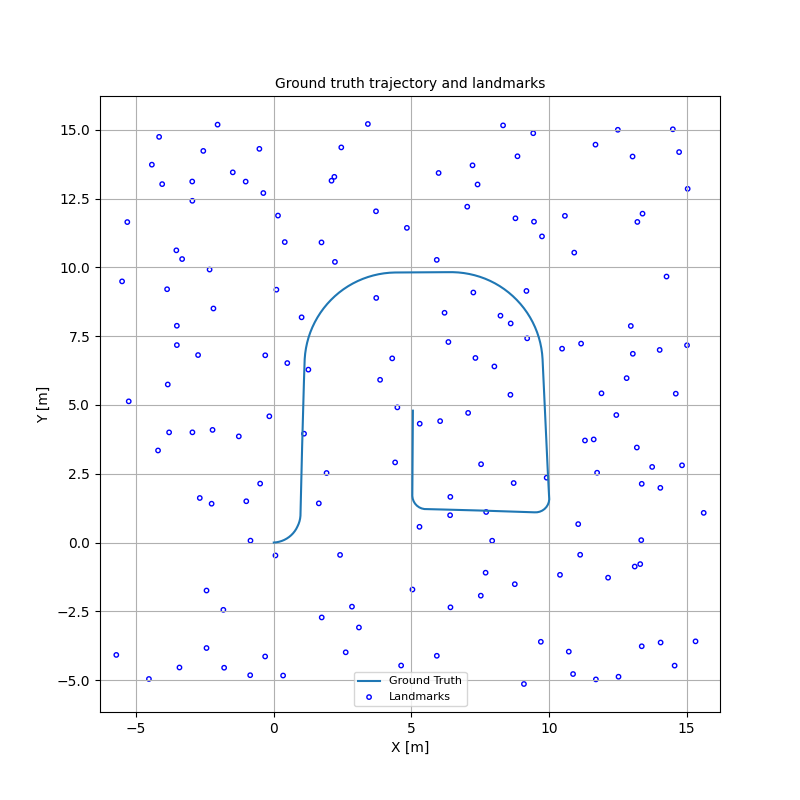 Ground truth trajectory and landmarks
15.0
12.5
10.0
7.5
5.0
2.5
0.0
−2.5
−5.0
Y [m]
Ground Truth
Landmarks
−5 0 5 10 15
X [m]